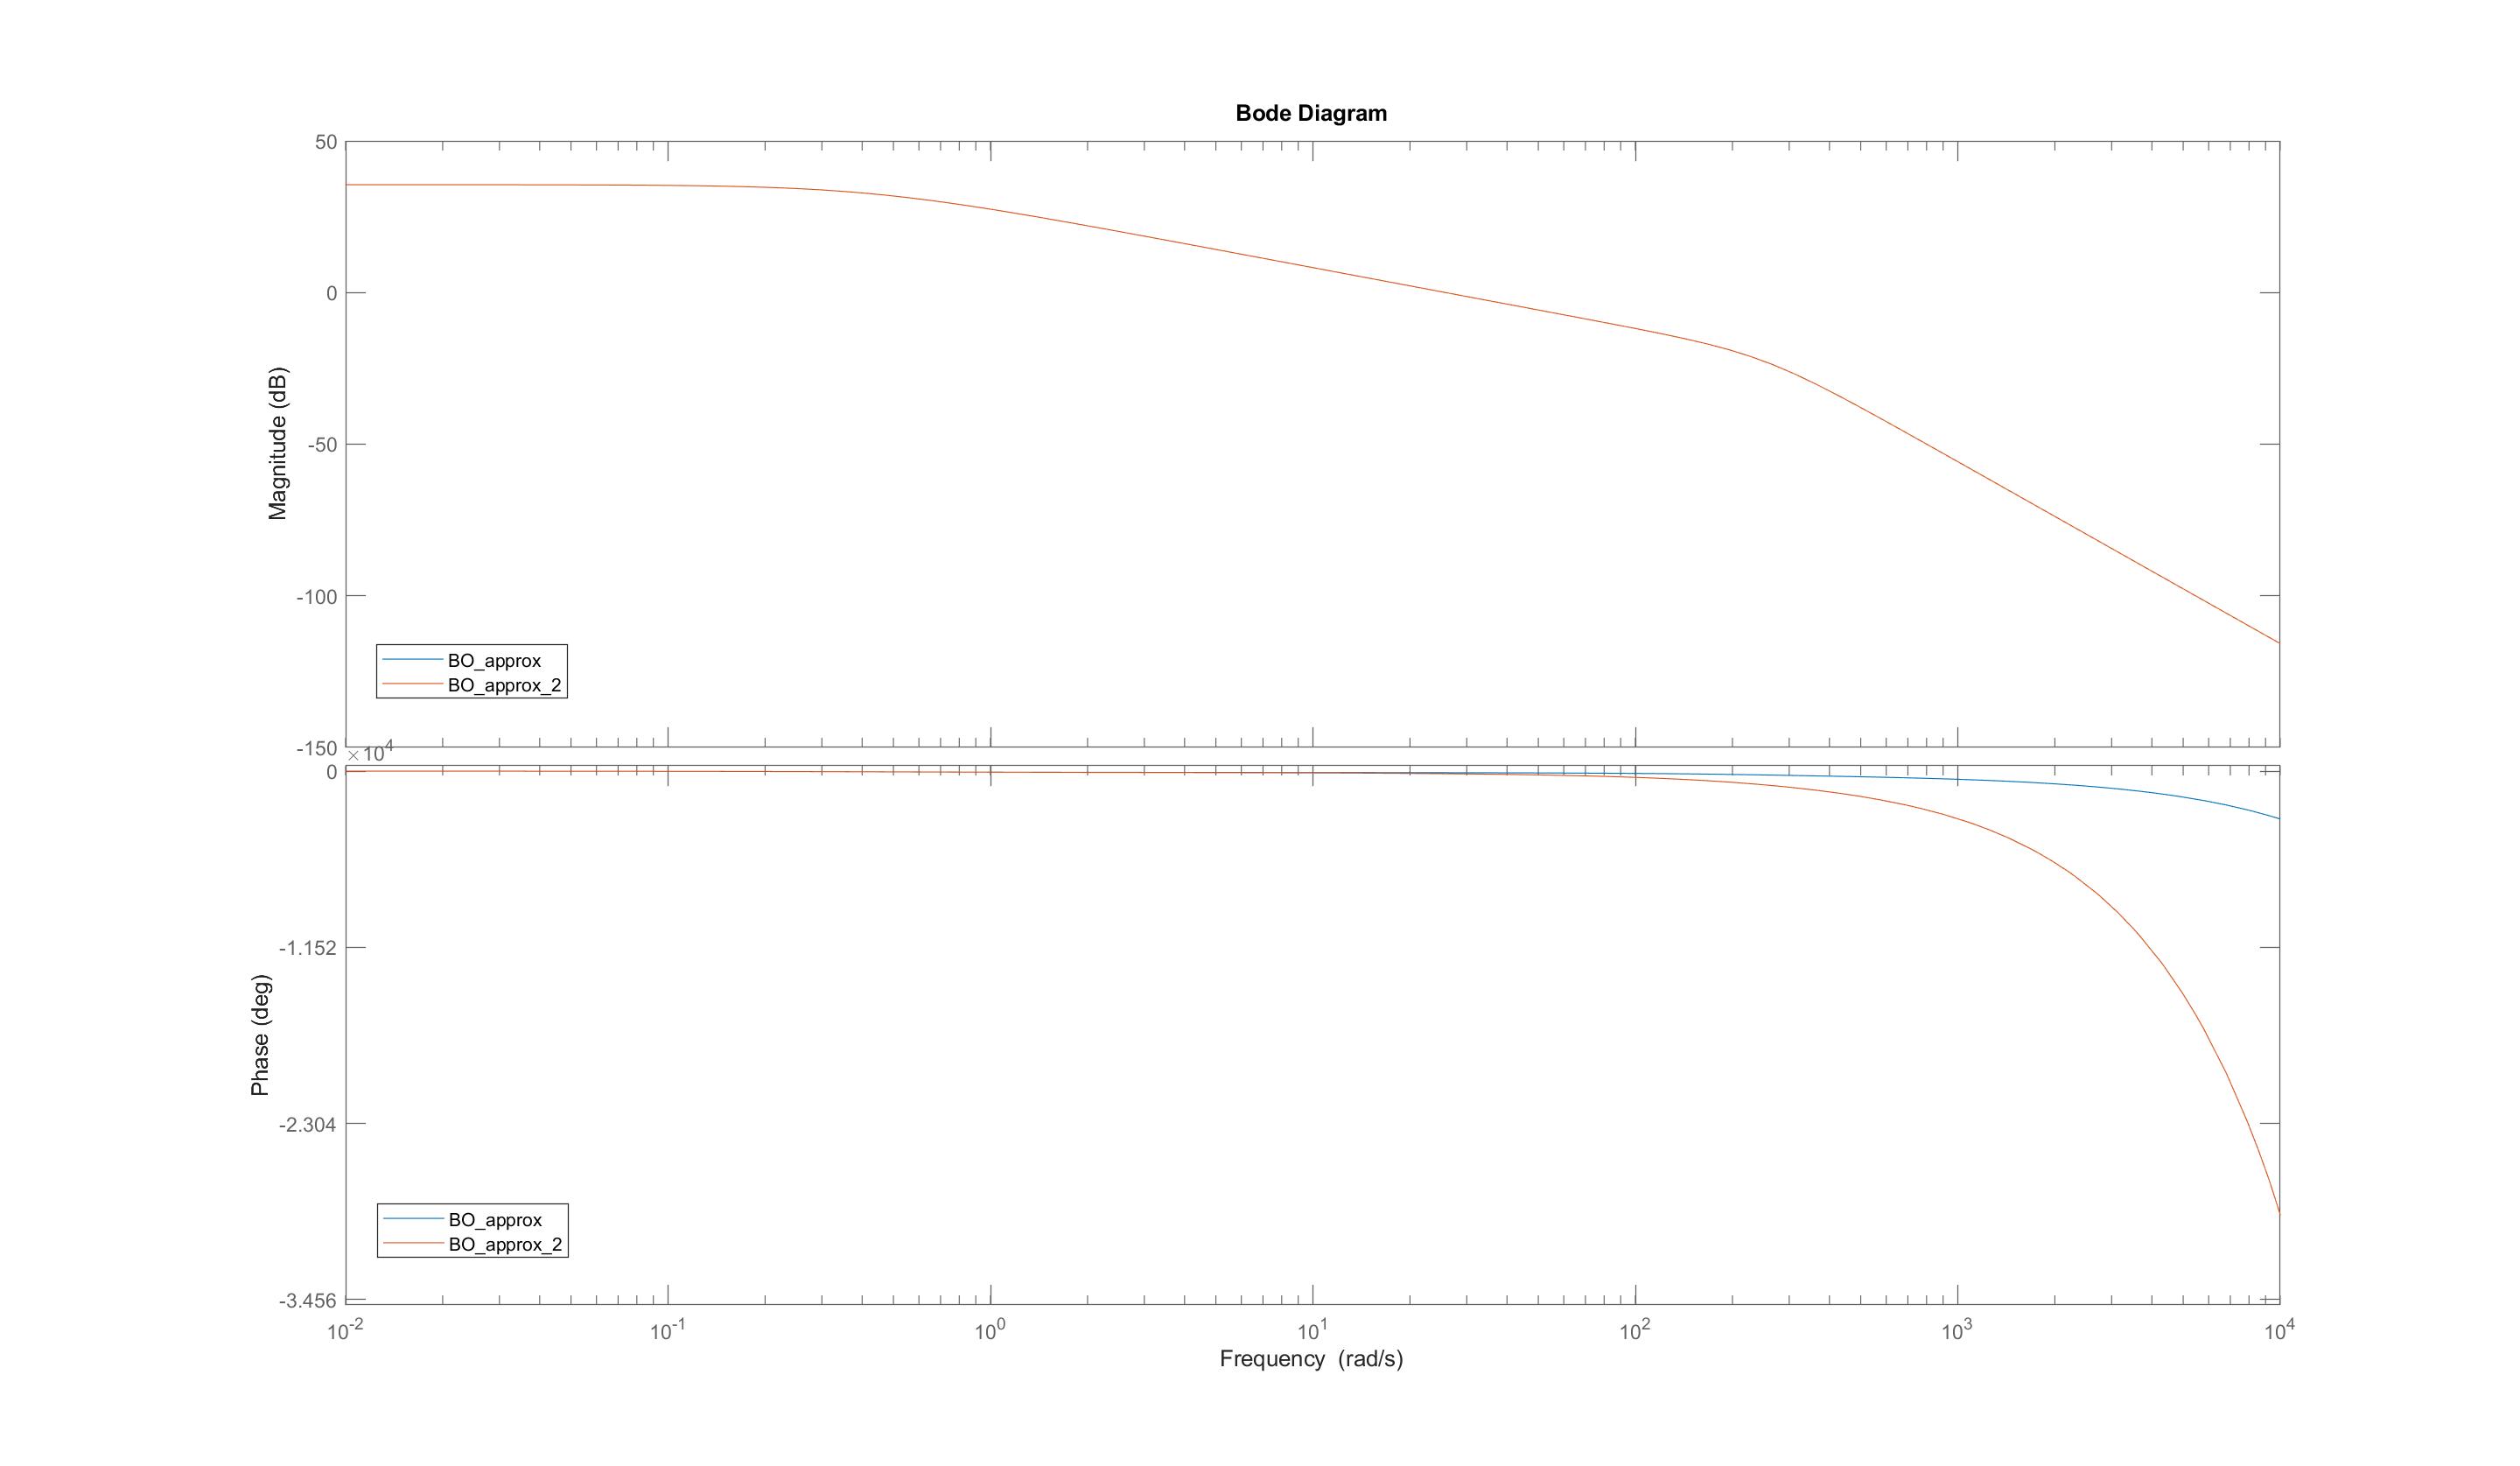 Bode Diagram
50
0
-50
-100
-150
Magnitude (dB)
BO_approx
BO_approx_2
×10^4
0
-1.152
-2.304
-3.456
Phase (deg)
BO_approx
BO_approx_2
10^-2 10^-1 10^0 10^1 10^2 10^3 10^4
Frequency (rad/s)